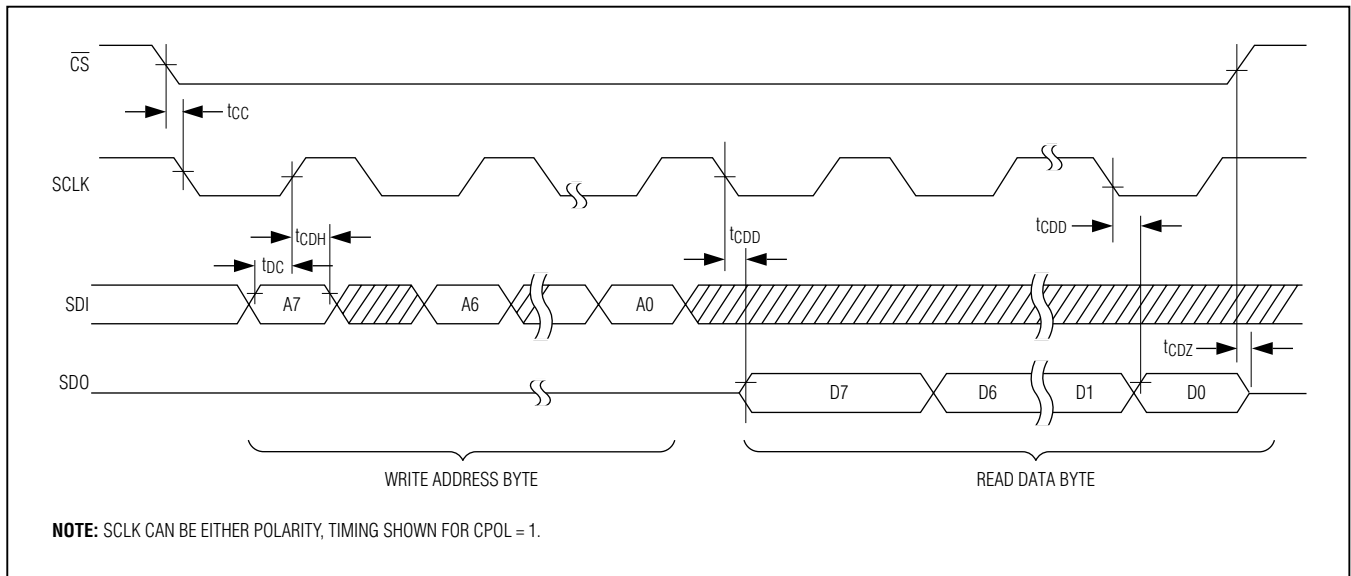 CS
tCC
SCLK
tCDH
tCDD
tCDD
tDC
SDI
A7
A6
A0
tCDZ
SDO
D7
D6
D1
D0
WRITE ADDRESS BYTE
READ DATA BYTE
NOTE: SCLK CAN BE EITHER POLARITY, TIMING SHOWN FOR CPOL = 1.